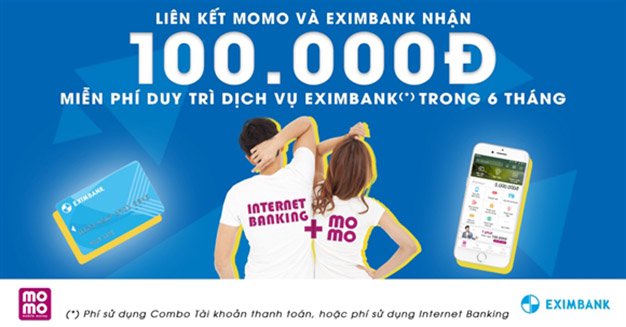 LIÊN KẾT MOMO VÀ EXIMBANK NHẬN
100.000Đ
MIỄN PHÍ DUY TRÌ DỊCH VỤ EXIMBANK(*) TRONG 6 THÁNG
EXIMBANK
INTERNET
BANKING + MO
MO
5.000.000đ
mo
mo
(*) Phí sử dụng Combo Tài khoản thanh toán, hoặc phí sử dụng Internet Banking
EXIMBANK